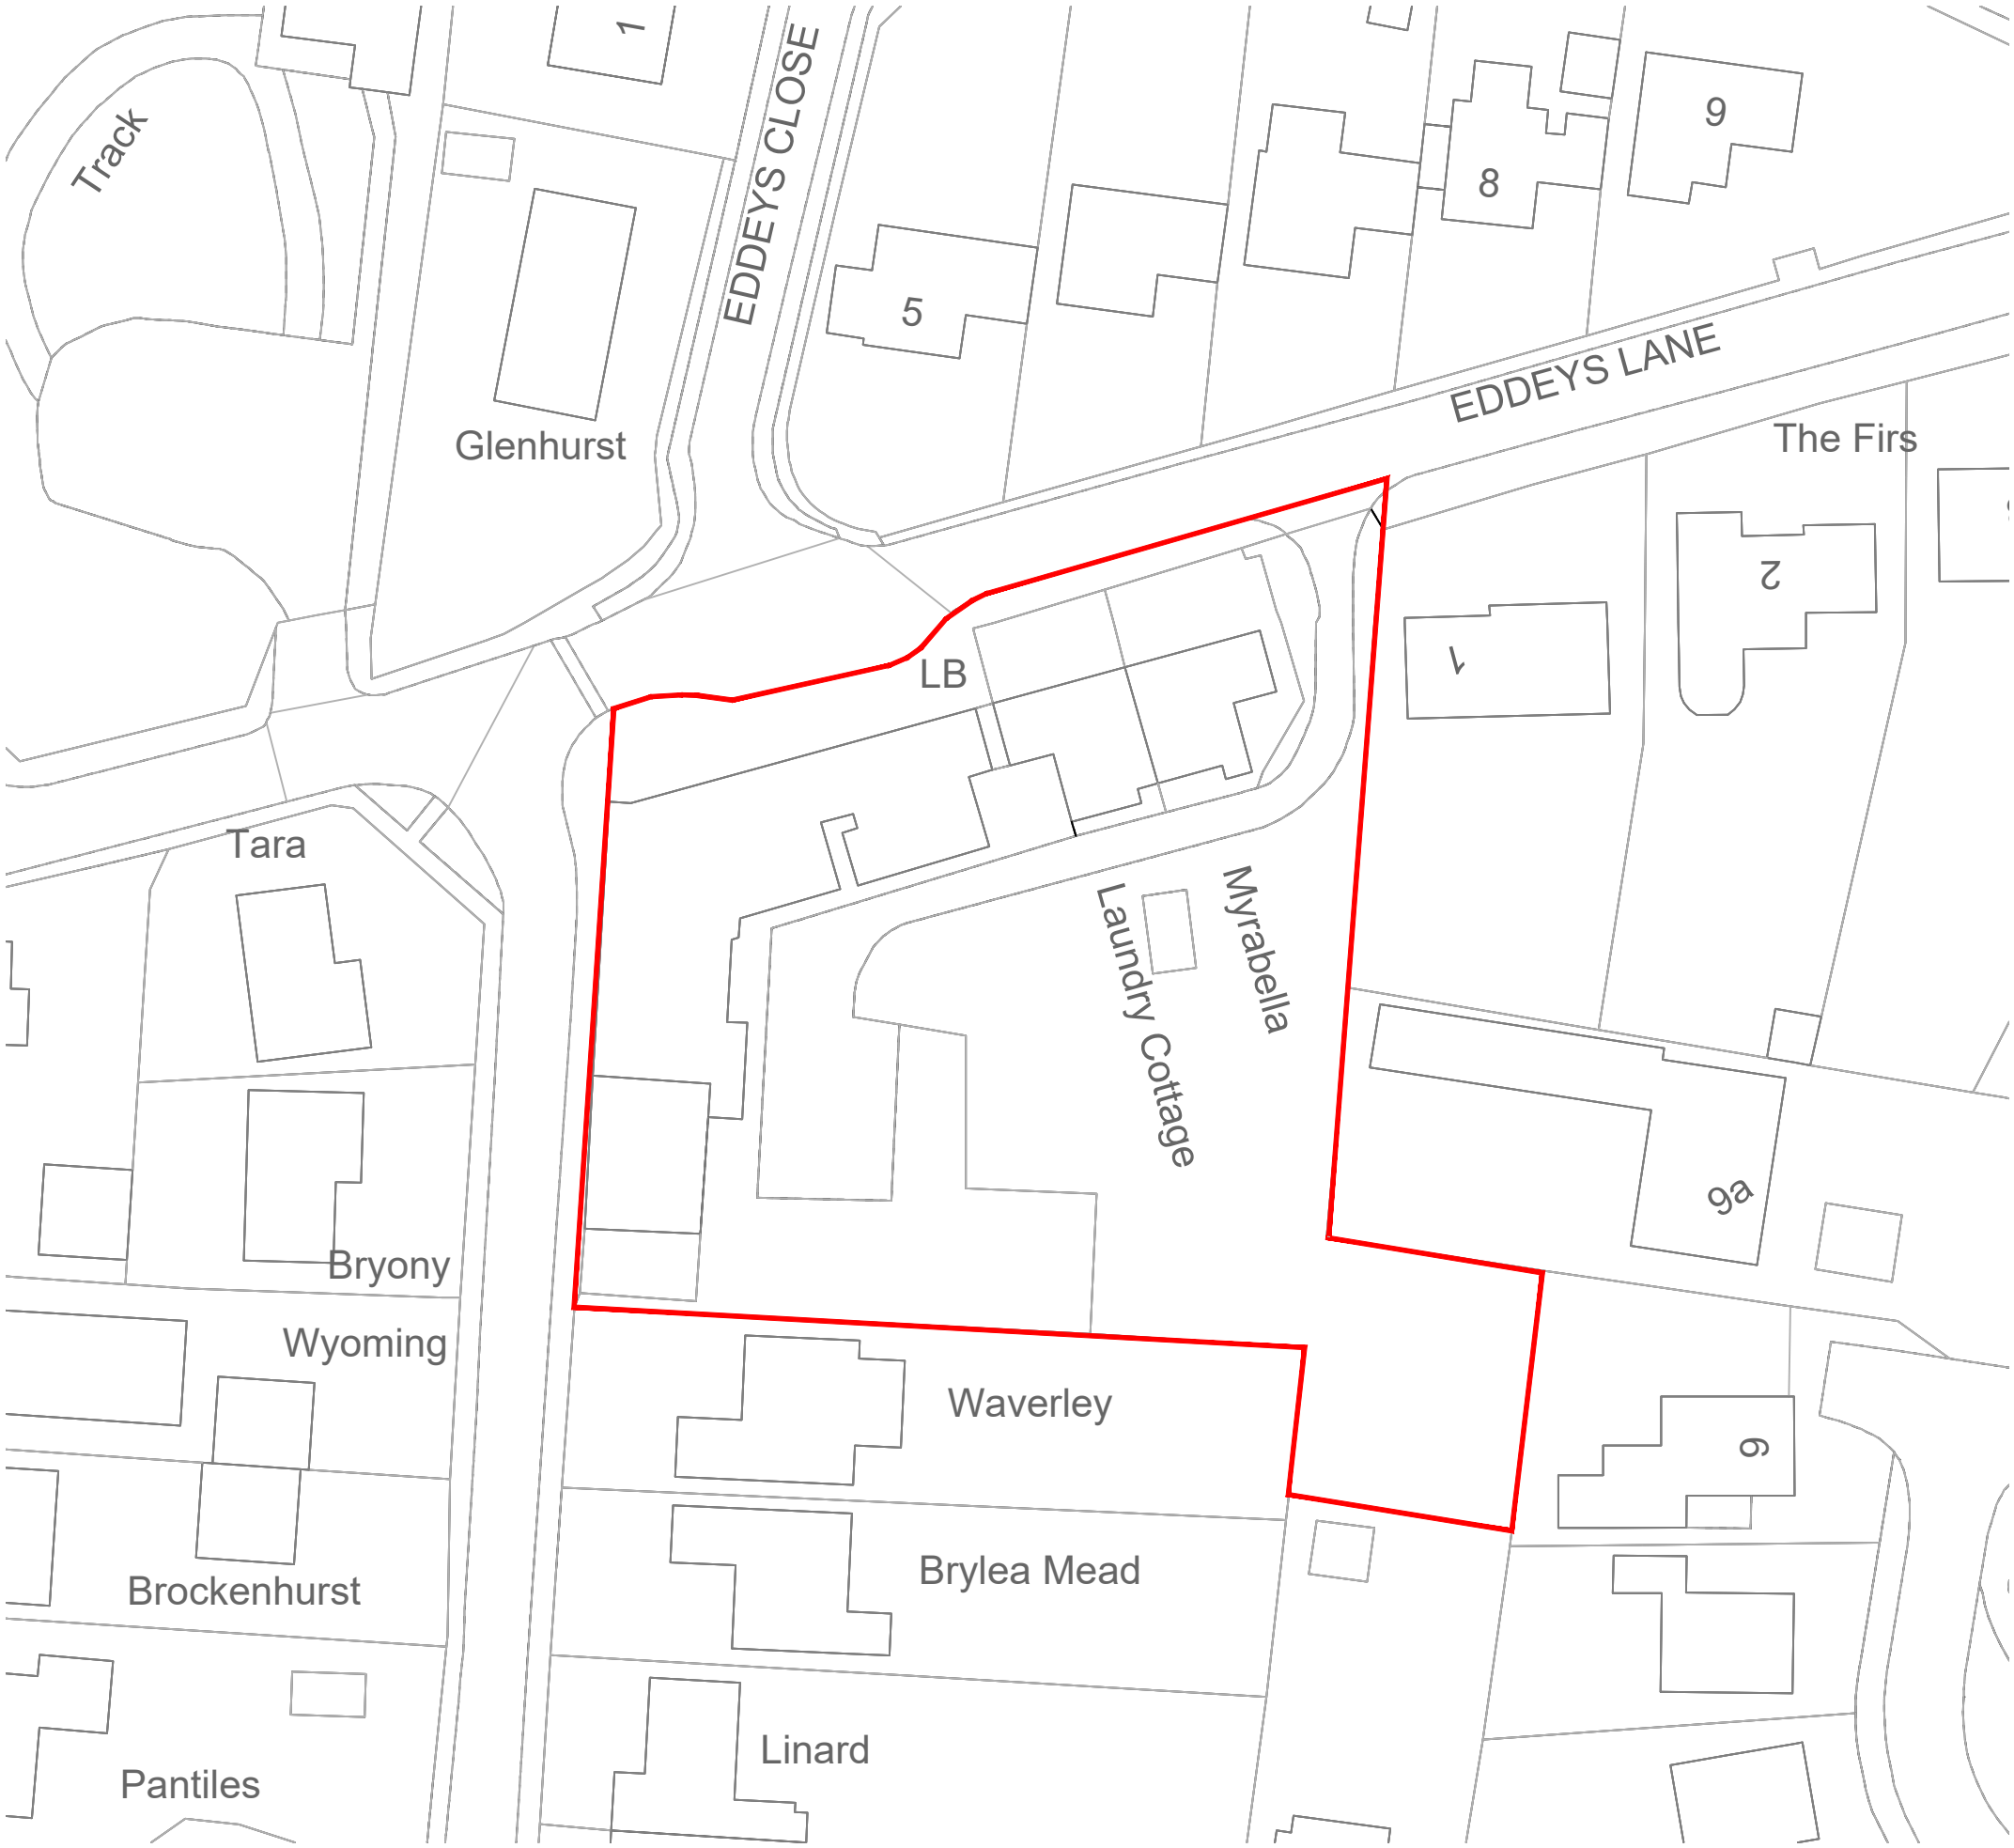 1
Track
EDDEYS CLOSE
9
8
5
EDDEYS LANE
Glenhurst
The Firs
2
1
LB
Tara
Myrabella
Laundry Cottage
9a
Bryony
Wyoming
Waverley
6
Brylea Mead
Brockenhurst
Linard
Pantiles